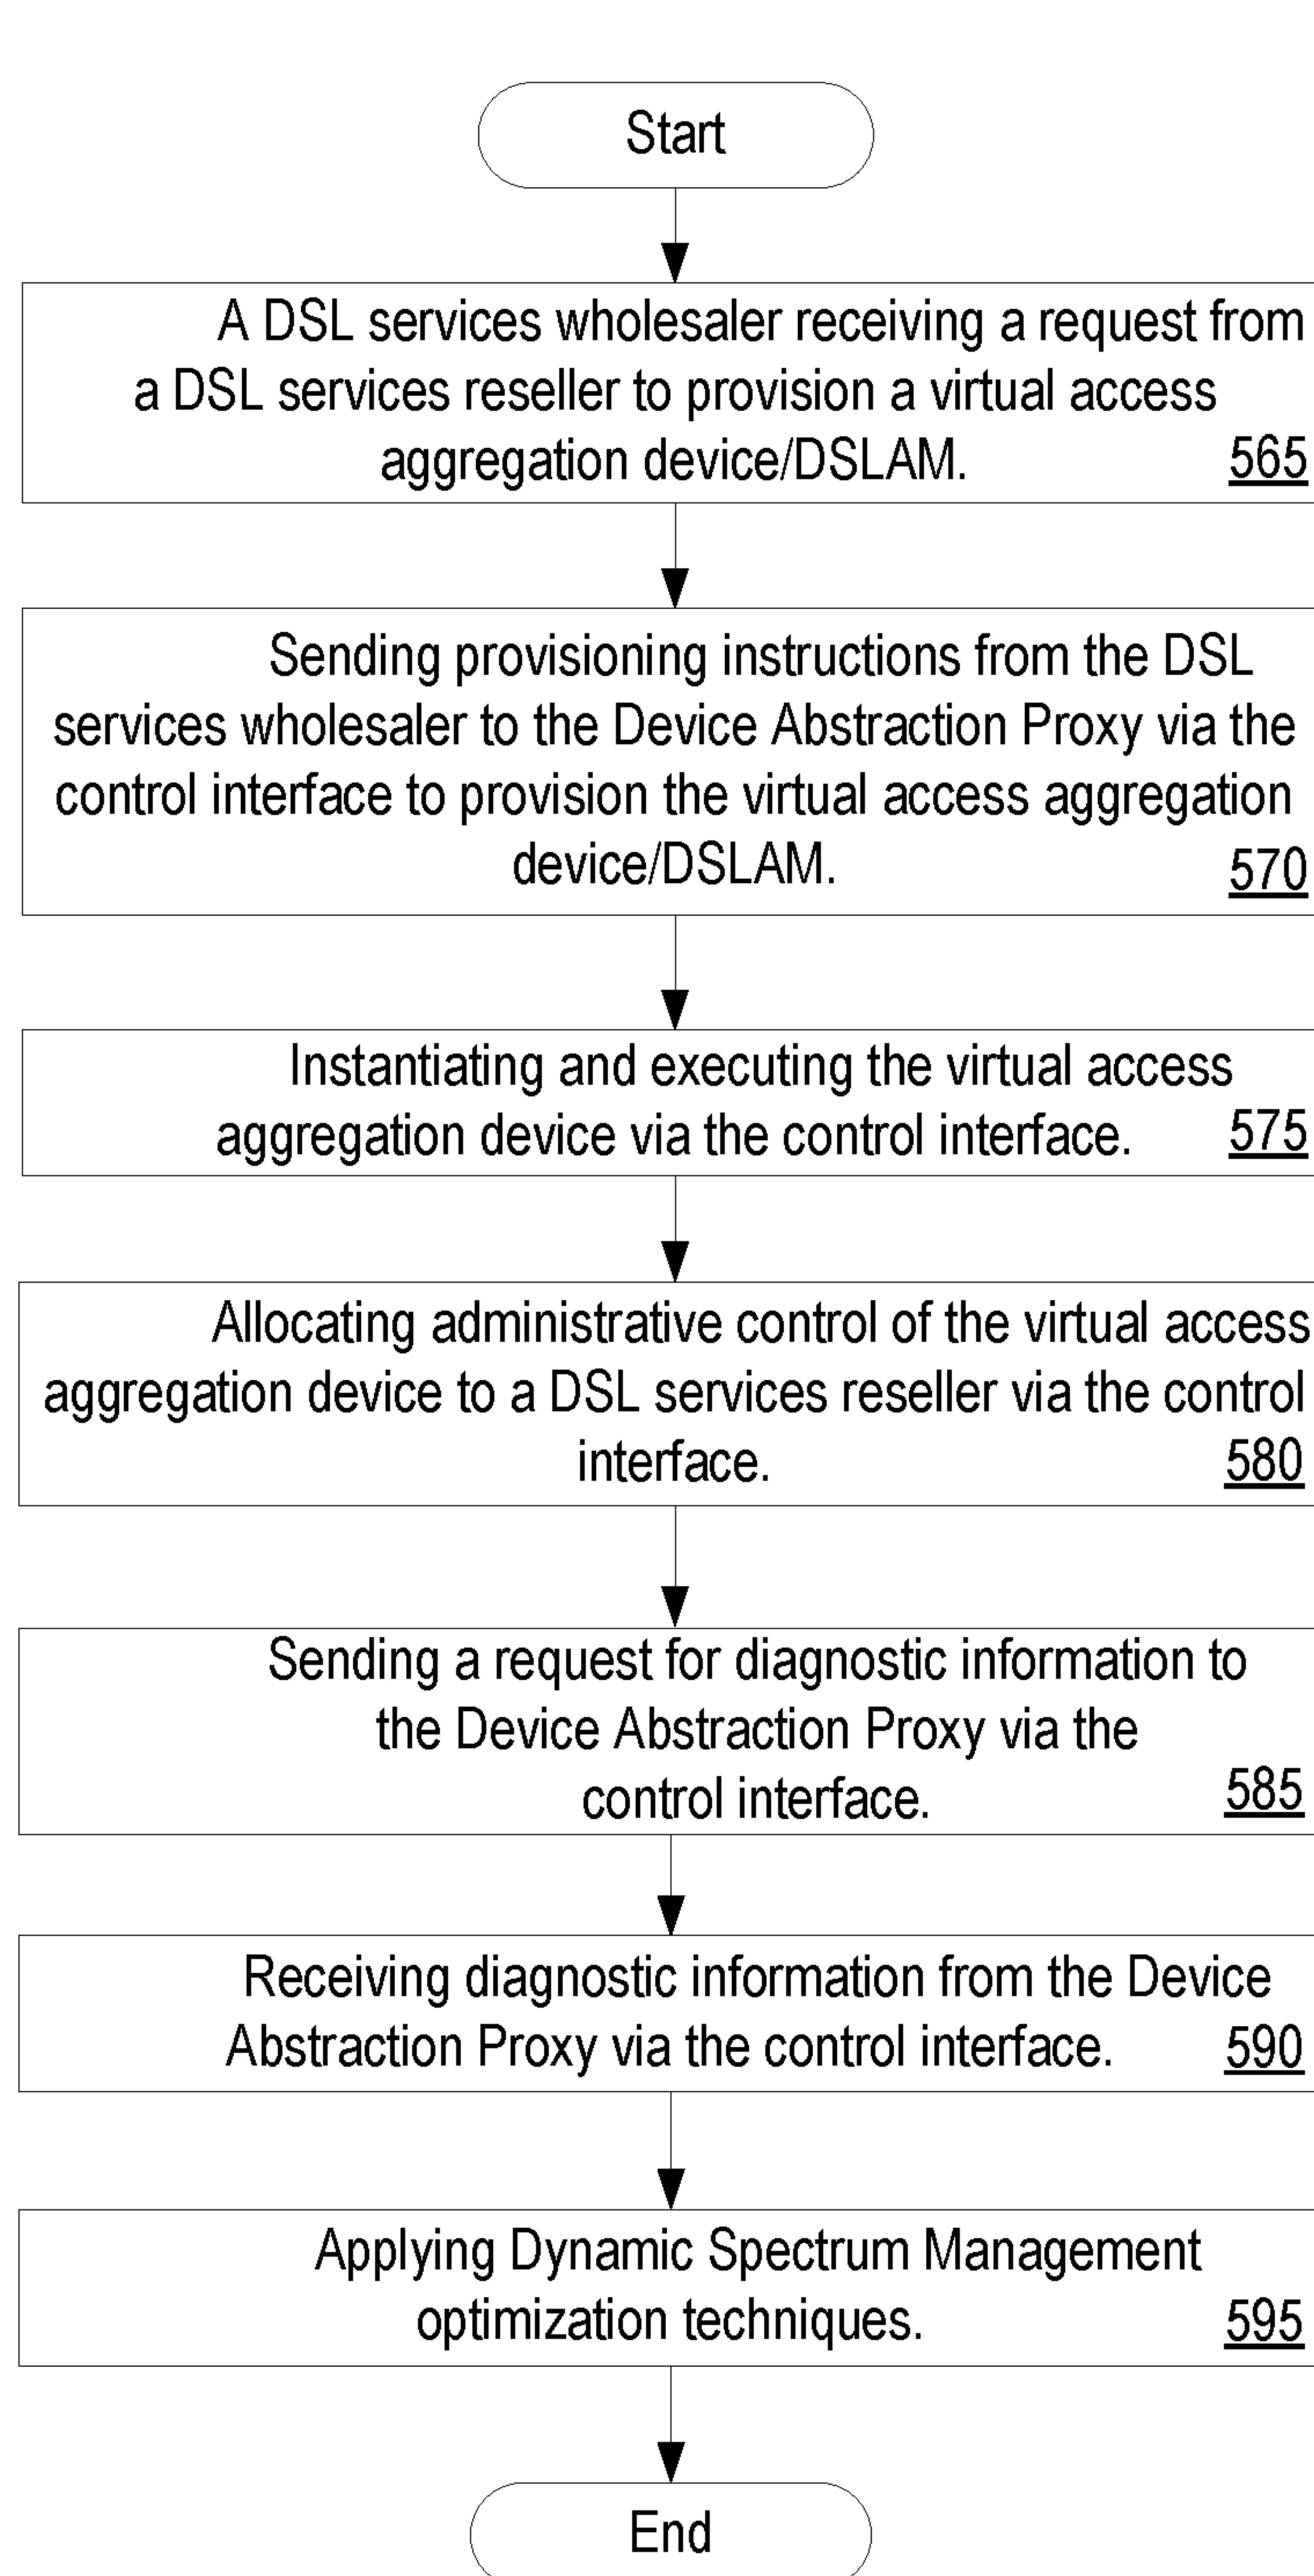 Start
A DSL services wholesaler receiving a request from
a DSL services reseller to provision a virtual access
aggregation device/DSLAM. 565
Sending provisioning instructions from the DSL
services wholesaler to the Device Abstraction Proxy via the
control interface to provision the virtual access aggregation
device/DSLAM. 570
Instantiating and executing the virtual access
aggregation device via the control interface. 575
Allocating administrative control of the virtual access
aggregation device to a DSL services reseller via the control
interface. 580
Sending a request for diagnostic information to
the Device Abstraction Proxy via the
control interface. 585
Receiving diagnostic information from the Device
Abstraction Proxy via the control interface. 590
Applying Dynamic Spectrum Management
optimization techniques. 595
End